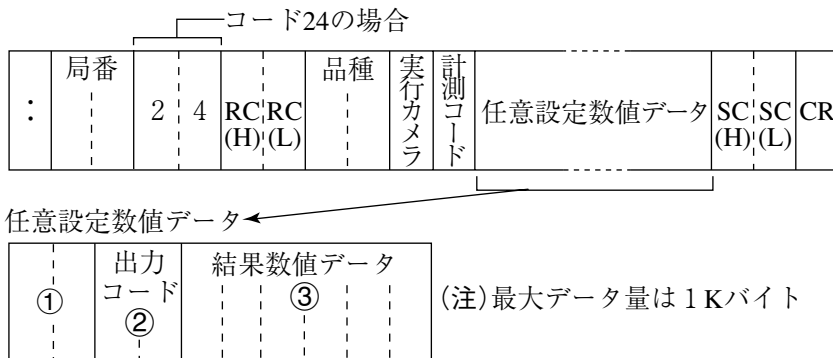 コード24の場合
： 局番 2 4 RC(H) RC(L) 品種 実行カメラ 計測コード 任意設定数値データ SC(H) SC(L) CR
任意設定数値データ
① 出力コード② 結果数値データ③
(注)最大データ量は1Kバイト